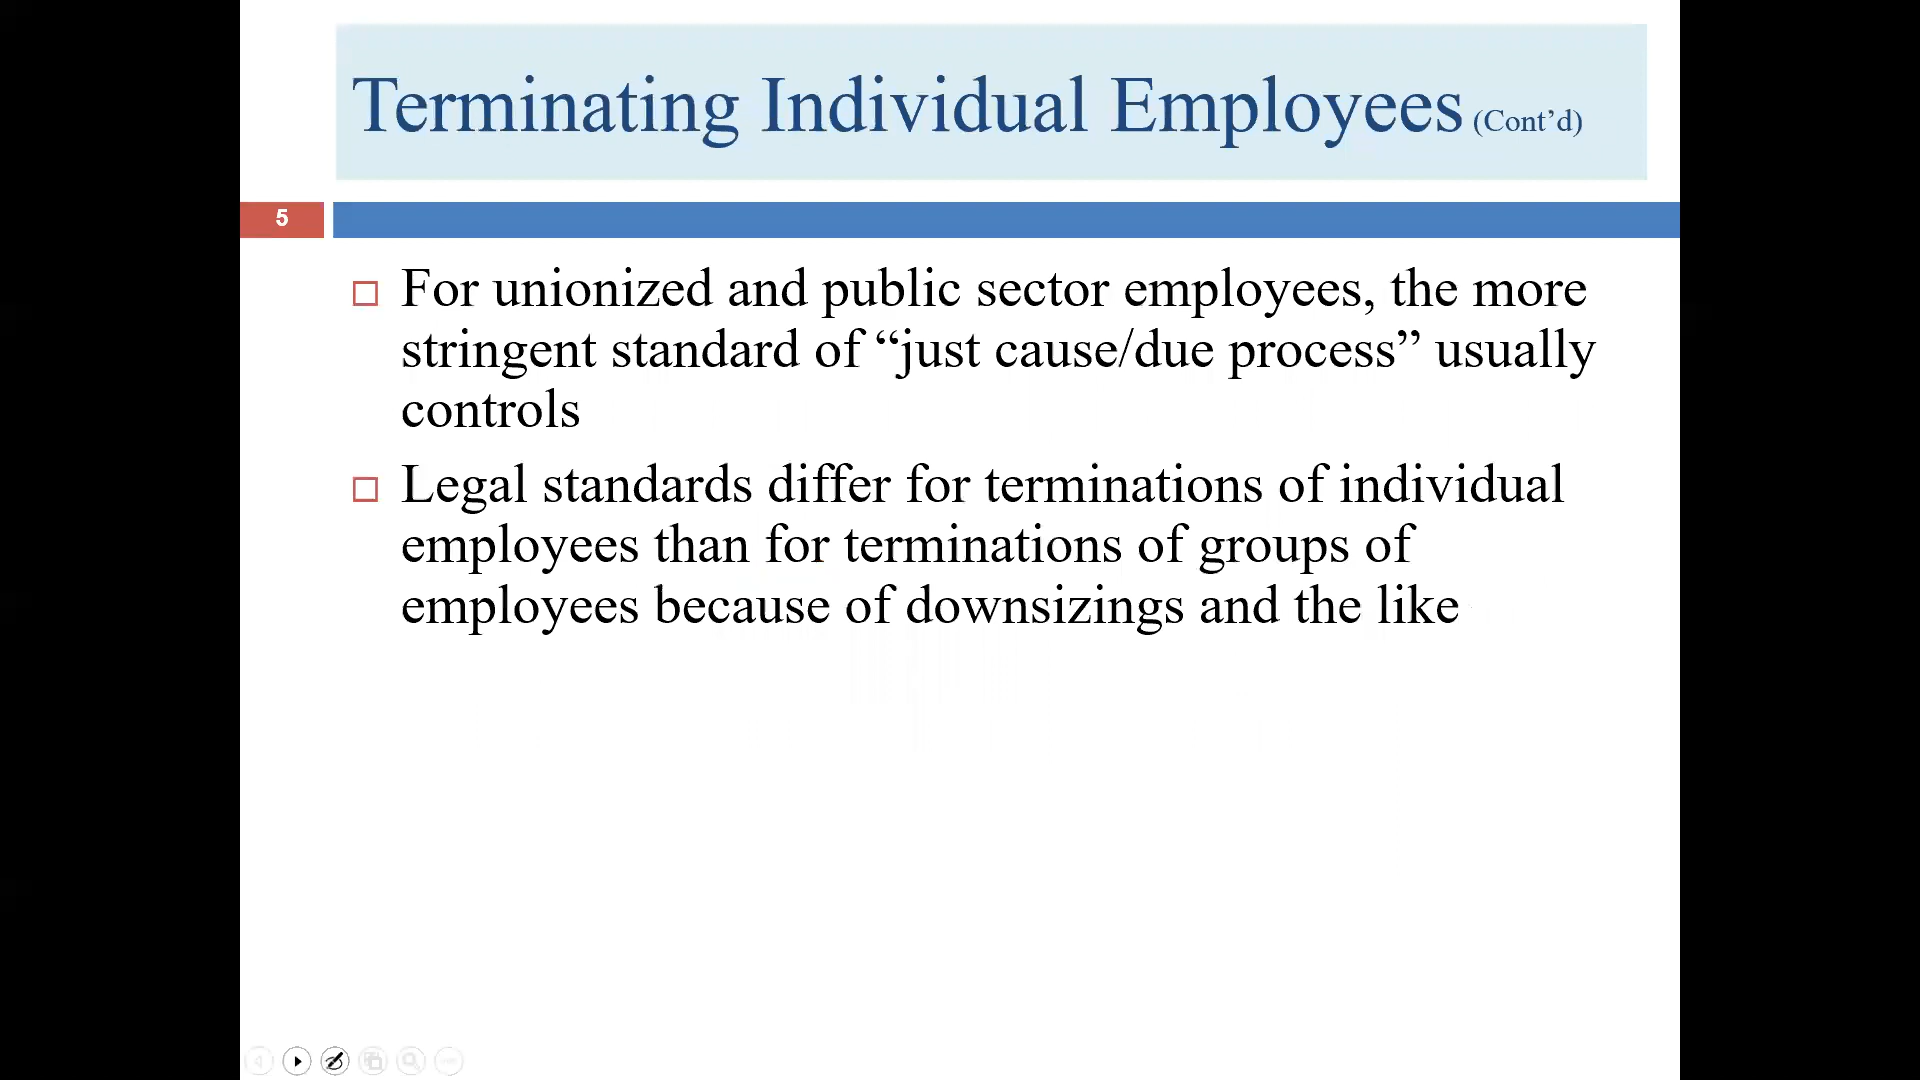 Terminating Individual Employees (Cont’d)
5
For unionized and public sector employees, the more
stringent standard of “just cause/due process” usually
controls
Legal standards differ for terminations of individual
employees than for terminations of groups of
employees because of downsizings and the like